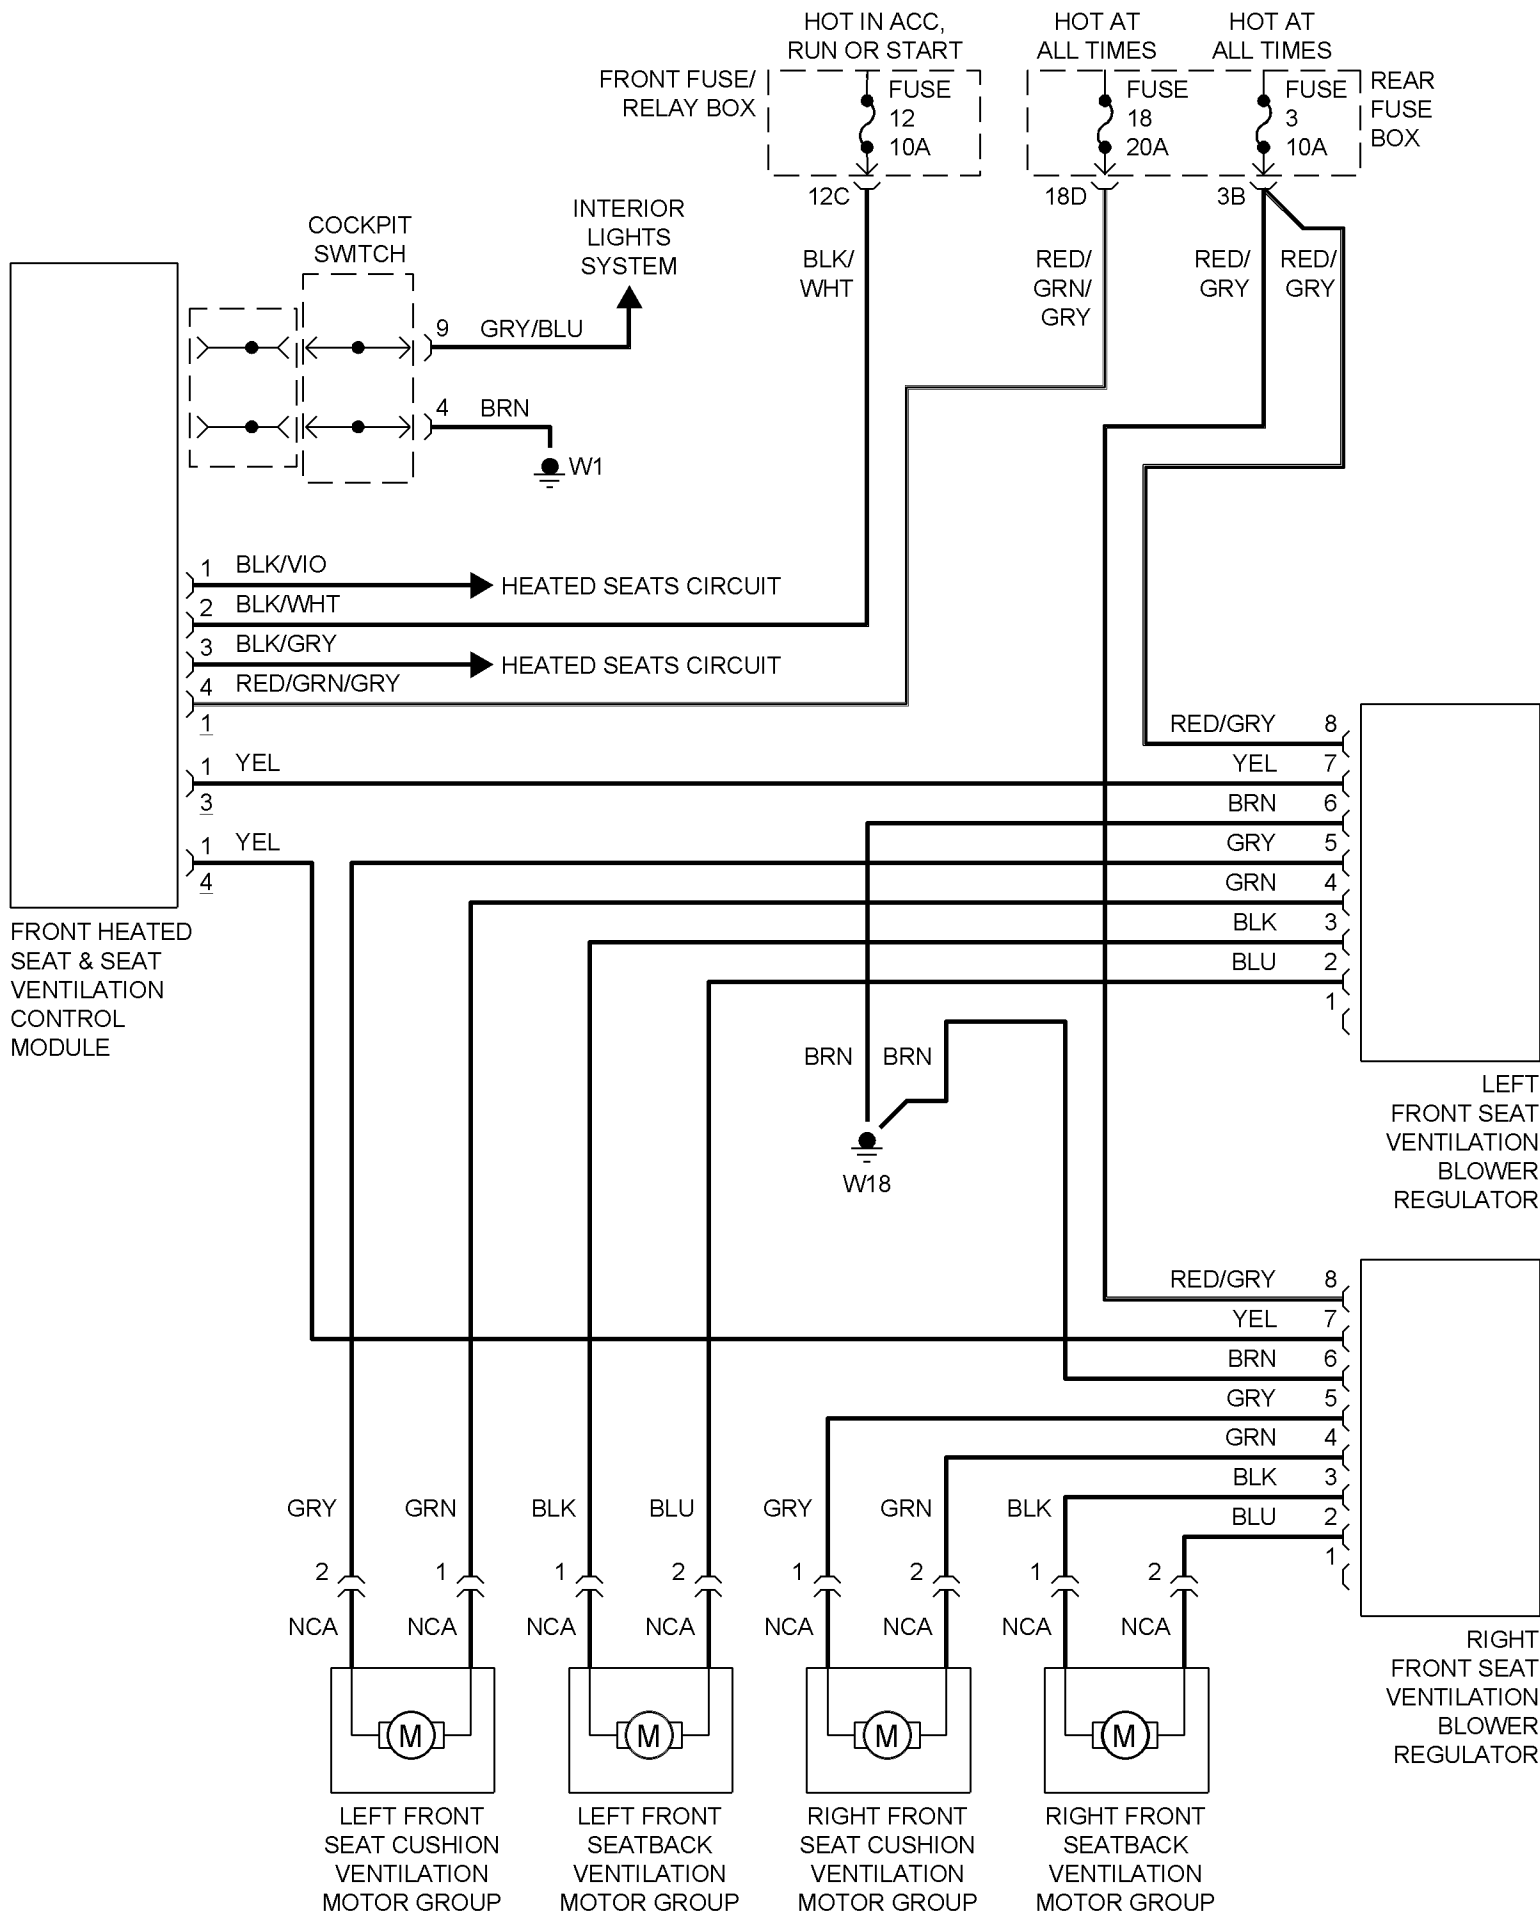 HOT IN ACC,
RUN OR START
HOT AT
ALL TIMES
HOT AT
ALL TIMES
FRONT FUSE/
RELAY BOX
FUSE
12
10A
FUSE
18
20A
FUSE
3
10A
REAR
FUSE
BOX
12C
18D
3B
BLK/
WHT
RED/
GRN/
GRY
RED/
GRY
RED/
GRY
INTERIOR
LIGHTS
SYSTEM
COCKPIT
SWITCH
9 GRY/BLU
4 BRN
W1
1 BLK/VIO
HEATED SEATS CIRCUIT
2 BLK/WHT
3 BLK/GRY
HEATED SEATS CIRCUIT
4 RED/GRN/GRY
1
1 YEL
3
1 YEL
4
FRONT HEATED
SEAT & SEAT
VENTILATION
CONTROL
MODULE
RED/GRY 8
YEL 7
BRN 6
GRY 5
GRN 4
BLK 3
BLU 2
1
LEFT
FRONT SEAT
VENTILATION
BLOWER
REGULATOR
BRN BRN
W18
RED/GRY 8
YEL 7
BRN 6
GRY 5
GRN 4
BLK 3
BLU 2
1
RIGHT
FRONT SEAT
VENTILATION
BLOWER
REGULATOR
GRY GRN BLK BLU GRY GRN BLK
2 1 1 2 1 2 1 2
NCA NCA NCA NCA NCA NCA NCA NCA
M M M M
LEFT FRONT
SEAT CUSHION
VENTILATION
MOTOR GROUP
LEFT FRONT
SEATBACK
VENTILATION
MOTOR GROUP
RIGHT FRONT
SEAT CUSHION
VENTILATION
MOTOR GROUP
RIGHT FRONT
SEATBACK
VENTILATION
MOTOR GROUP